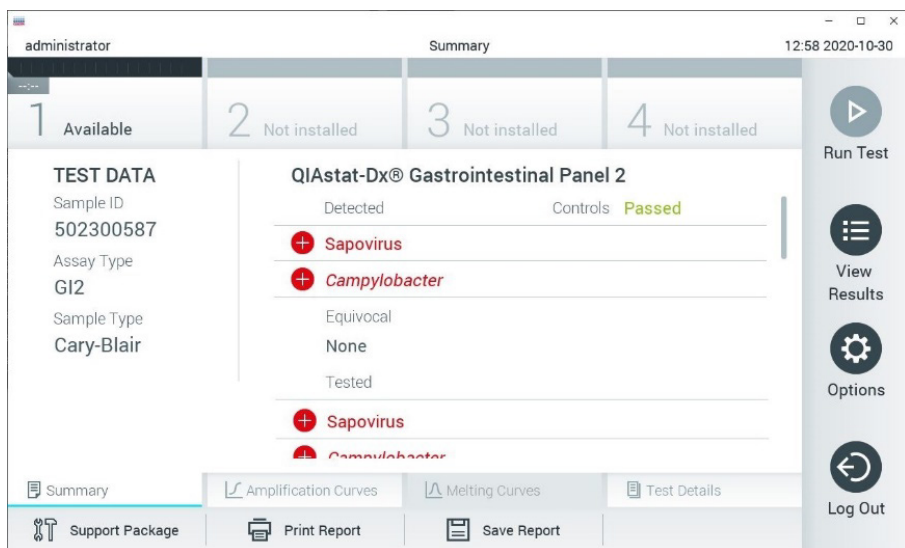 administrator
Summary
12:58 2020-10-30
--:--
1 Available
2 Not installed
3 Not installed
4 Not installed
Run Test
View
Results
Options
Log Out
TEST DATA
Sample ID
502300587
Assay Type
GI2
Sample Type
Cary-Blair
QIAstat-Dx® Gastrointestinal Panel 2
Detected
Controls Passed
Sapovirus
Campylobacter
Equivocal
None
Tested
Sapovirus
Campylobacter
Summary
Amplification Curves
Melting Curves
Test Details
Support Package
Print Report
Save Report